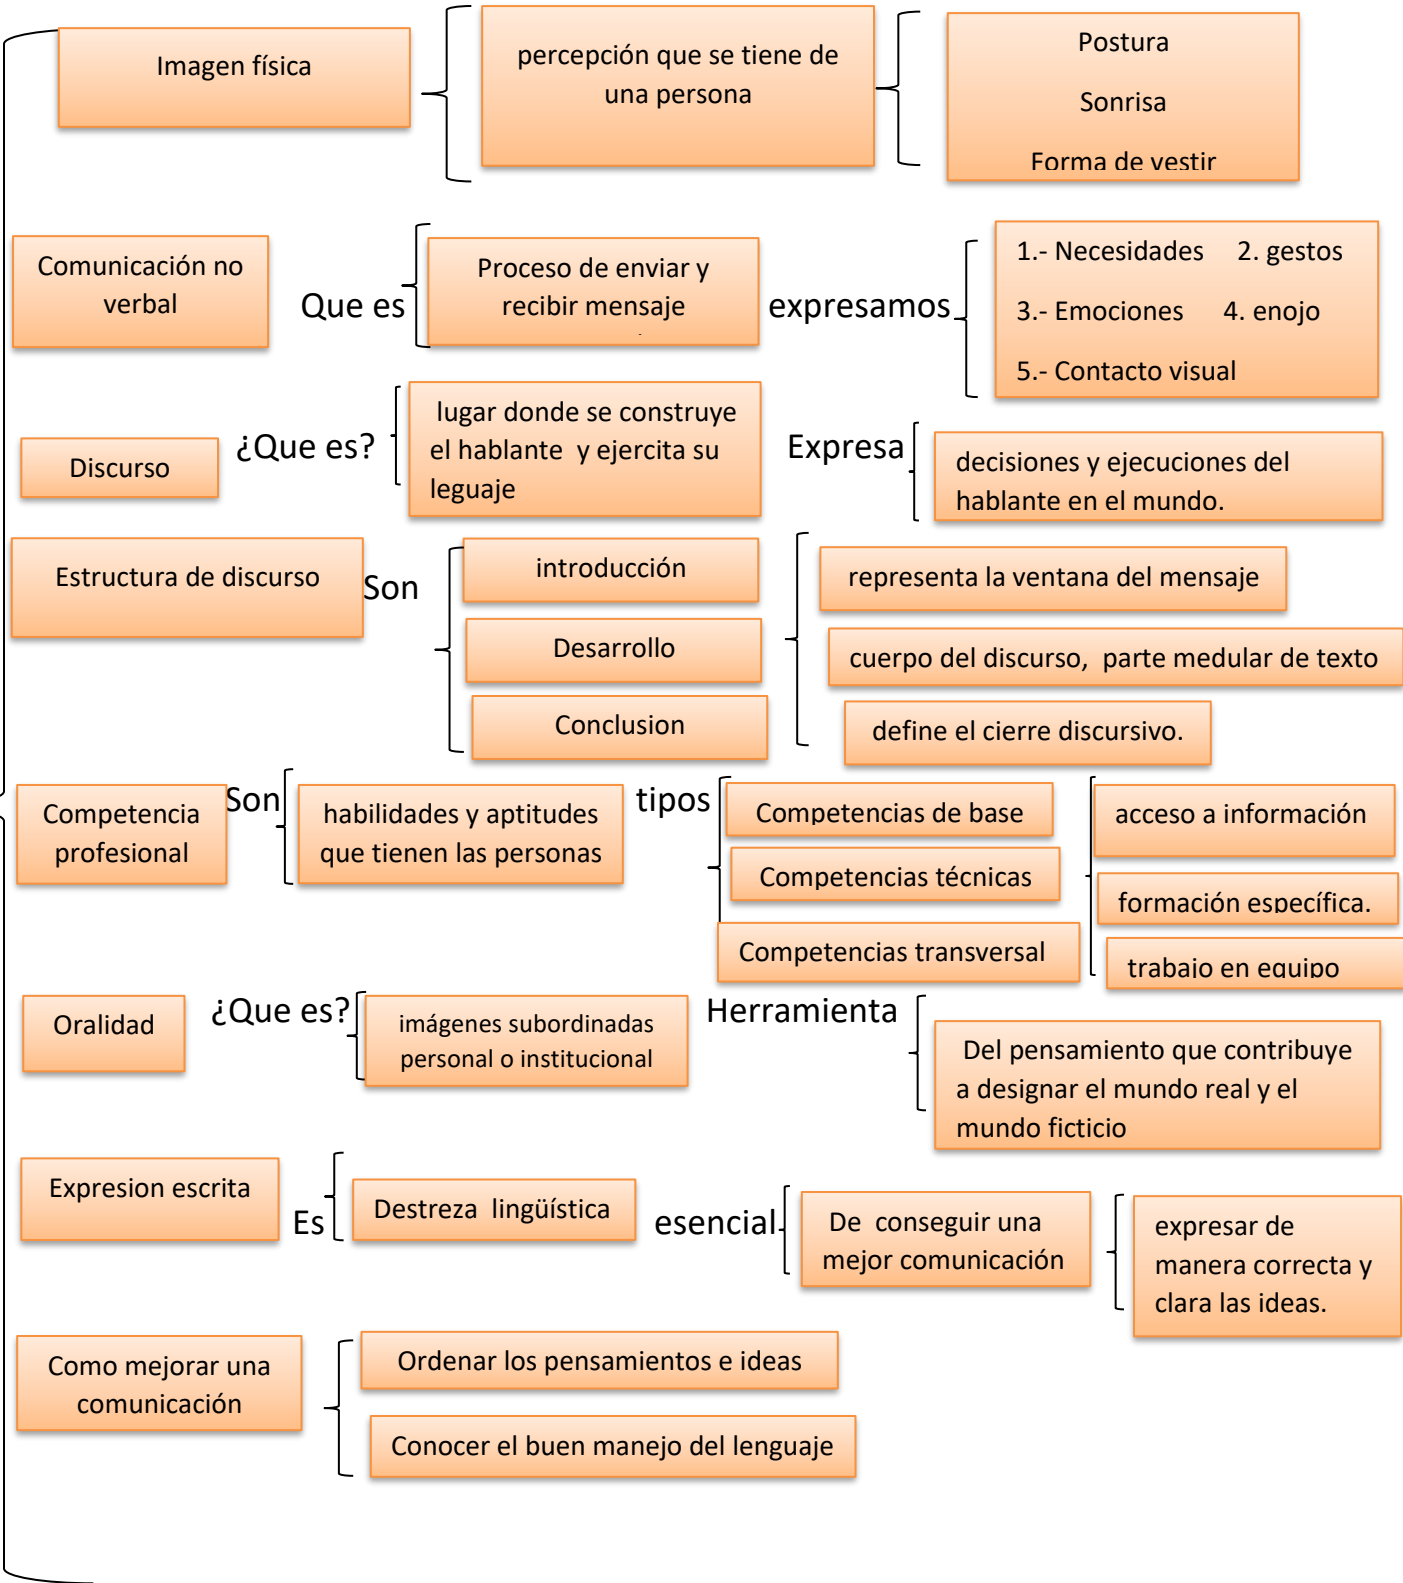 Imagen física
percepción que se tiene de
una persona
Postura
Sonrisa
Forma de vestir
Comunicación no
verbal
Que es
Proceso de enviar y
recibir mensaje
expresamos
1.- Necesidades 2. gestos
3.- Emociones 4. enojo
5.- Contacto visual
Discurso
¿Que es?
lugar donde se construye
el hablante y ejercita su
leguaje
Expresa
decisiones y ejecuciones del
hablante en el mundo.
Estructura de discurso
Son
introducción
Desarrollo
Conclusion
representa la ventana del mensaje
cuerpo del discurso, parte medular de texto
define el cierre discursivo.
Competencia
profesional
Son
habilidades y aptitudes
que tienen las personas
tipos
Competencias de base
Competencias técnicas
Competencias transversal
acceso a información
formación específica.
trabajo en equipo
Oralidad
¿Que es?
imágenes subordinadas
personal o institucional
Herramienta
Del pensamiento que contribuye
a designar el mundo real y el
mundo ficticio
Expresion escrita
Es
Destreza lingüística
esencial
De conseguir una
mejor comunicación
expresar de
manera correcta y
clara las ideas.
Como mejorar una
comunicación
Ordenar los pensamientos e ideas
Conocer el buen manejo del lenguaje